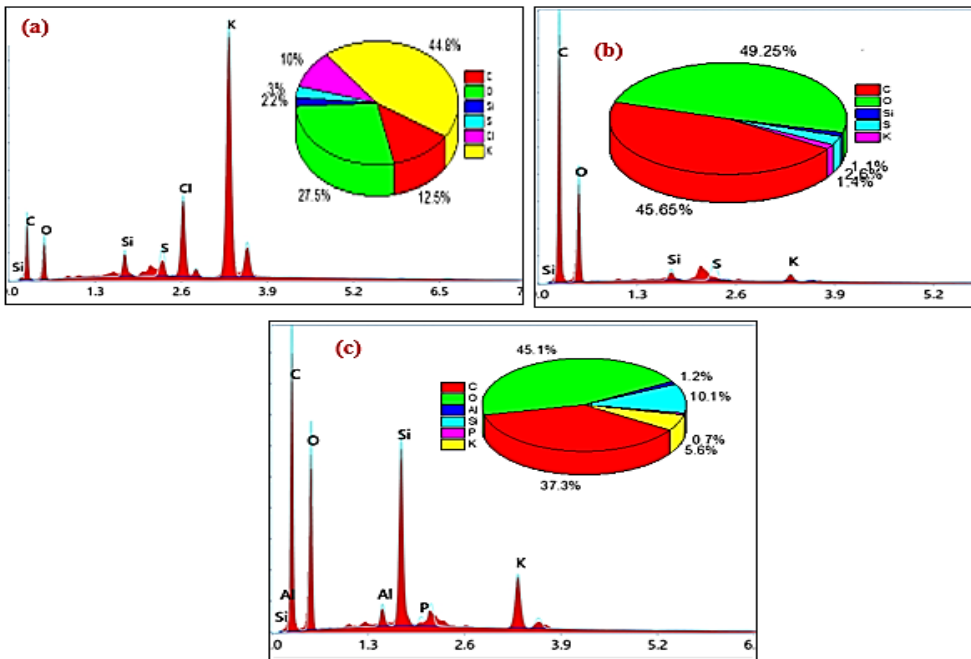 (a)
K
44.8%
10%
3%
2.2%
27.5%
12.5%
Si
S
Cl
K
Cl
C
O
Si
S
Si
.0
1.3
2.6
3.9
5.2
6.5
7
(b)
C
49.25%
C
O
Si
S
K
1.1%
2.6%
1.4%
45.65%
O
Si
Si
S
K
.0
1.3
2.6
3.9
5.2
(c)
45.1%
1.2%
10.1%
0.7%
5.6%
37.3%
C
O
Al
Si
P
K
C
O
Si
Al
Si
Al
P
K
.0
1.3
2.6
3.9
5.2
6.